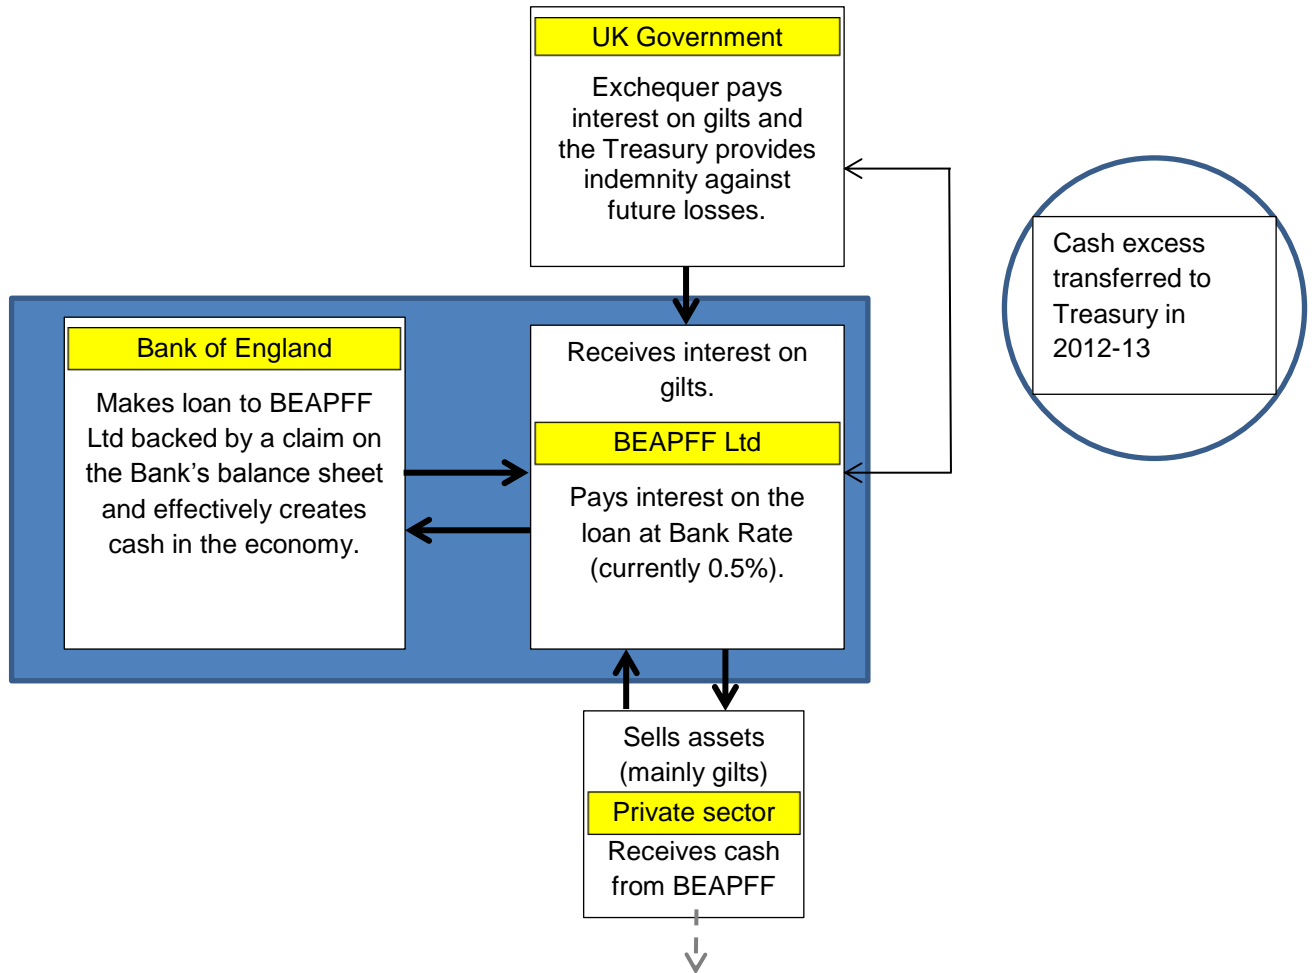 UK Government
Exchequer pays
interest on gilts and
the Treasury provides
indemnity against
future losses.
Cash excess
transferred to
Treasury in
2012-13
Bank of England
Makes loan to BEAPFF
Ltd backed by a claim on
the Bank's balance sheet
and effectively creates
cash in the economy.
Receives interest on
gilts.
BEAPFF Ltd
Pays interest on the
loan at Bank Rate
(currently 0.5%).
Sells assets
(mainly gilts)
Private sector
Receives cash
from BEAPFF